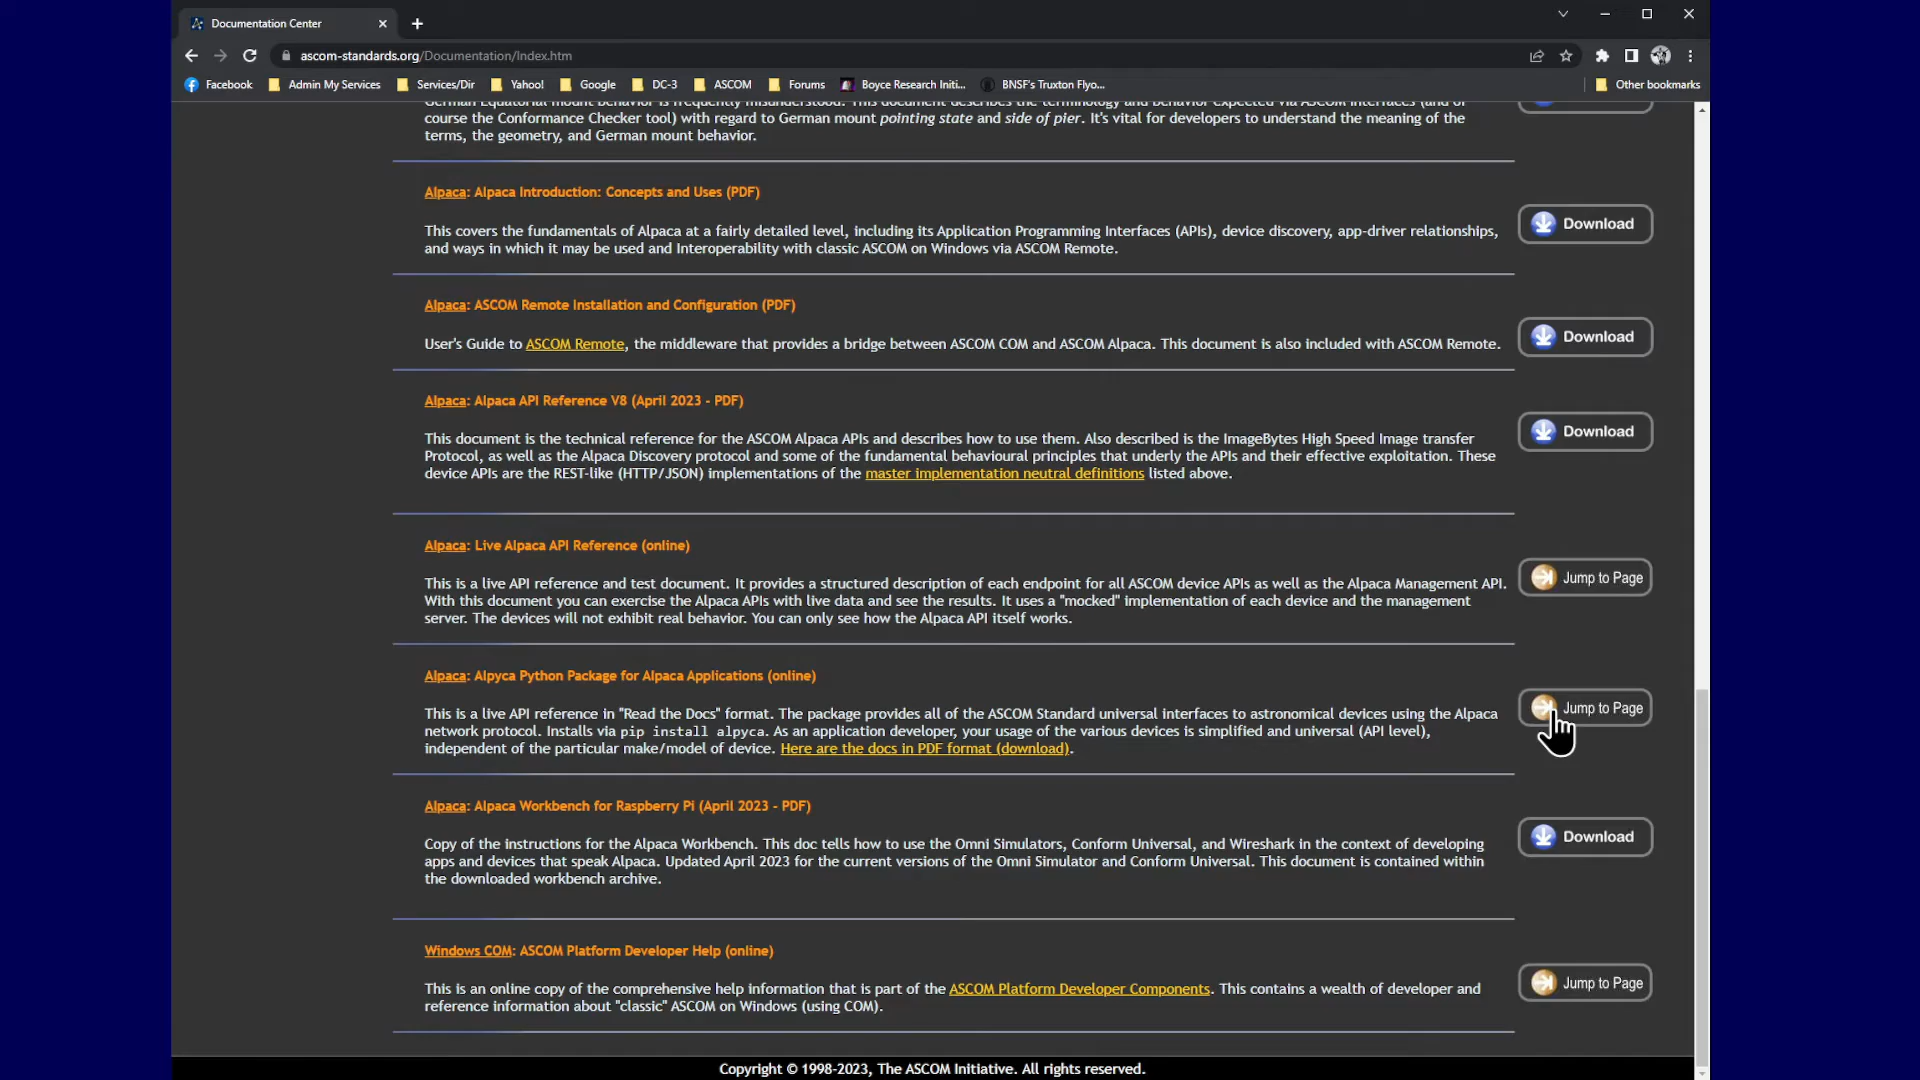 Documentation Center
ascom-standards.org/Documentation/Index.htm
Facebook
Admin My Services
Services/Dir
Yahoo!
Google
DC-3
ASCOM
Forums
Boyce Research Initi...
BNSF's Truxton Flyo...
Other bookmarks
German Equatorial mount behavior is frequently misunderstood. This document describes the terminology and behavior expected via ASCOM interfaces (and of
course the Conformance Checker tool) with regard to German mount pointing state and side of pier. It's vital for developers to understand the meaning of the
terms, the geometry, and German mount behavior.
Alpaca: Alpaca Introduction: Concepts and Uses (PDF)
This covers the fundamentals of Alpaca at a fairly detailed level, including its Application Programming Interfaces (APIs), device discovery, app-driver relationships,
and ways in which it may be used and Interoperability with classic ASCOM on Windows via ASCOM Remote.
Download
Alpaca: ASCOM Remote Installation and Configuration (PDF)
User's Guide to ASCOM Remote, the middleware that provides a bridge between ASCOM COM and ASCOM Alpaca. This document is also included with ASCOM Remote.
Download
Alpaca: Alpaca API Reference V8 (April 2023 - PDF)
This document is the technical reference for the ASCOM Alpaca APIs and describes how to use them. Also described is the ImageBytes High Speed Image transfer
Protocol, as well as the Alpaca Discovery protocol and some of the fundamental behavioural principles that underly the APIs and their effective exploitation. These
device APIs are the REST-like (HTTP/JSON) implementations of the master implementation neutral definitions listed above.
Download
Alpaca: Live Alpaca API Reference (online)
This is a live API reference and test document. It provides a structured description of each endpoint for all ASCOM device APIs as well as the Alpaca Management API.
With this document you can exercise the Alpaca APIs with live data and see the results. It uses a "mocked" implementation of each device and the management
server. The devices will not exhibit real behavior. You can only see how the Alpaca API itself works.
Jump to Page
Alpaca: Alpyca Python Package for Alpaca Applications (online)
This is a live API reference in "Read the Docs" format. The package provides all of the ASCOM Standard universal interfaces to astronomical devices using the Alpaca
network protocol. Installs via pip install alpyca. As an application developer, your usage of the various devices is simplified and universal (API level),
independent of the particular make/model of device. Here are the docs in PDF format (download).
Jump to Page
Alpaca: Alpaca Workbench for Raspberry Pi (April 2023 - PDF)
Copy of the instructions for the Alpaca Workbench. This doc tells how to use the Omni Simulators, Conform Universal, and Wireshark in the context of developing
apps and devices that speak Alpaca. Updated April 2023 for the current versions of the Omni Simulator and Conform Universal. This document is contained within
the downloaded workbench archive.
Download
Windows COM: ASCOM Platform Developer Help (online)
This is an online copy of the comprehensive help information that is part of the ASCOM Platform Developer Components. This contains a wealth of developer and
reference information about "classic" ASCOM on Windows (using COM).
Jump to Page
Copyright © 1998-2023, The ASCOM Initiative. All rights reserved.